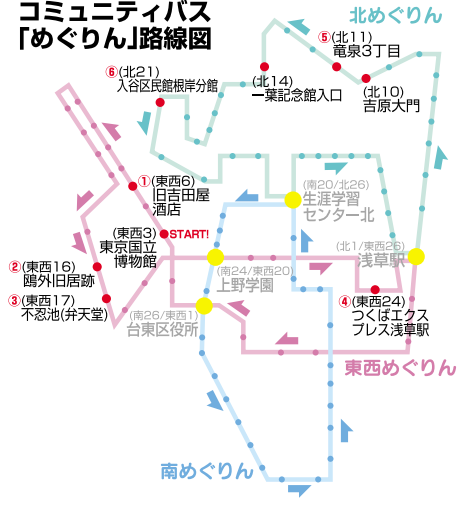 コミュニティバス
「めぐりん」路線図
北めぐりん
⑤(北11)
竜泉3丁目
⑥(北21)
入谷区民館根岸分館
(北14)
一葉記念館入口
(北10)
吉原大門
①(東西6)
旧吉田屋
酒店
(南20/北26)
生涯学習
センター北
(東西3)
東京国立
博物館
START!
(北1/東西26)
浅草駅
②(東西16)
鴎外旧居跡
(南24/東西20)
上野学園
③(東西17)
不忍池(弁天堂)
(南26/東西1)
台東区役所
④(東西24)
つくばエクス
プレス浅草駅
東西めぐりん
南めぐりん